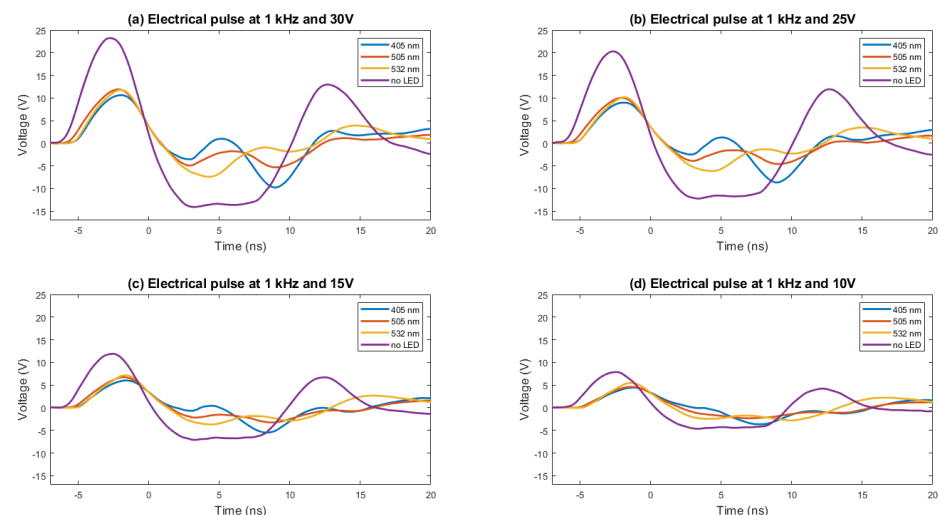 (a) Electrical pulse at 1 kHz and 30V
25
20
15
10
5
0
-5
-10
-15
Voltage (V)
-5
0
5
10
15
20
Time (ns)
405 nm
505 nm
532 nm
no LED
(b) Electrical pulse at 1 kHz and 25V
25
20
15
10
5
0
-5
-10
-15
Voltage (V)
-5
0
5
10
15
20
Time (ns)
405 nm
505 nm
532 nm
no LED
(c) Electrical pulse at 1 kHz and 15V
25
20
15
10
5
0
-5
-10
-15
Voltage (V)
-5
0
5
10
15
20
Time (ns)
405 nm
505 nm
532 nm
no LED
(d) Electrical pulse at 1 kHz and 10V
25
20
15
10
5
0
-5
-10
-15
Voltage (V)
-5
0
5
10
15
20
Time (ns)
405 nm
505 nm
532 nm
no LED